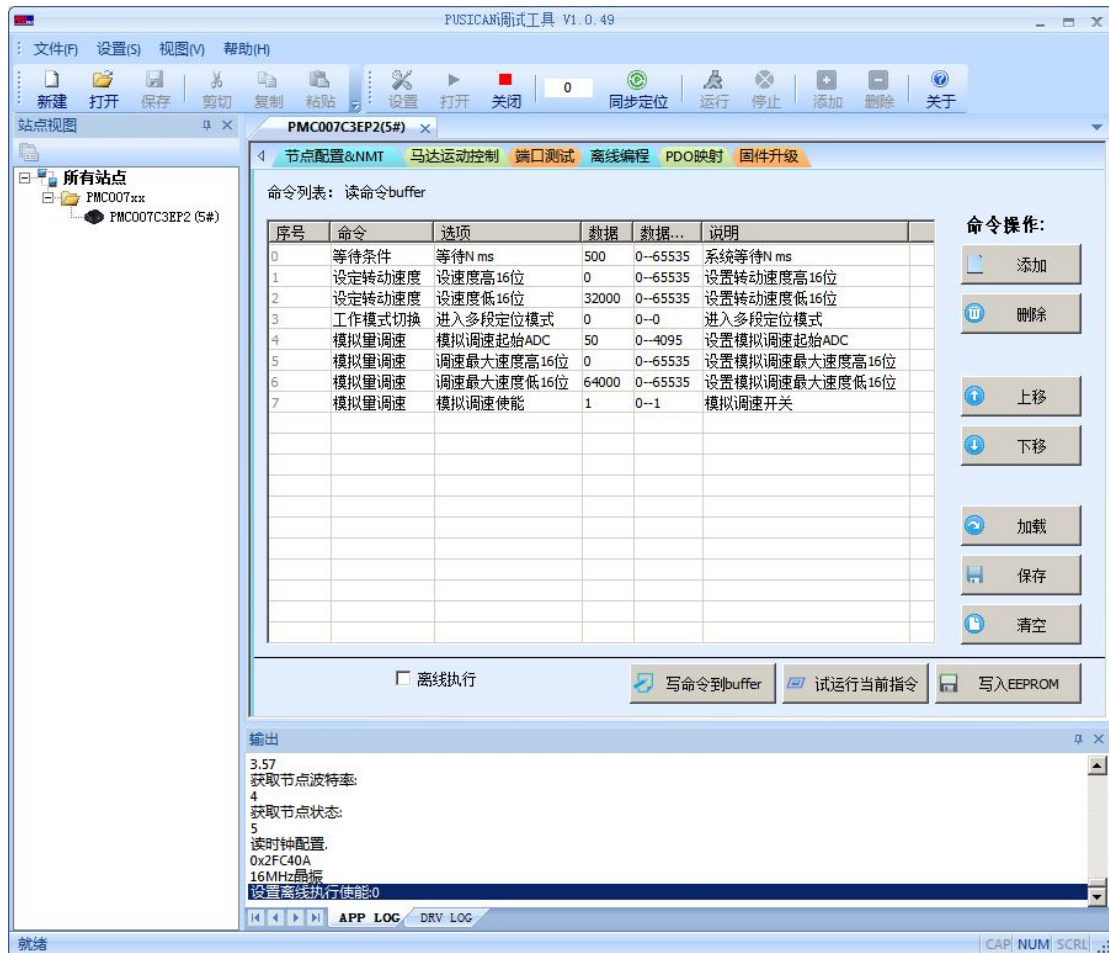 PUSICAN调试工具 V1.0.49
文件(F) 设置(S) 视图(V) 帮助(H)
新建 打开 保存 剪切 复制 粘贴 设置 打开 关闭 0 同步定位 运行 停止 添加 删除 关于
站点视图
所有站点
PMC007xx
PMC007C3EP2 (5#)
PMC007C3EP2(5#)
节点配置&NMT 马达运动控制 端口测试 离线编程 PDO映射 固件升级
命令列表: 读命令buffer
序号 命令 选项 数据 数据... 说明
0 等待条件 等待N ms 500 0--65535 系统等待N ms
1 设定转动速度 设速度高16位 0 0--65535 设置转动速度高16位
2 设定转动速度 设速度低16位 32000 0--65535 设置转动速度低16位
3 工作模式切换 进入多段定位模式 0 0--0 进入多段定位模式
4 模拟量调速 模拟调速起始ADC 50 0--4095 设置模拟调速起始ADC
5 模拟量调速 调速最大速度高16位 0 0--65535 设置模拟调速最大速度高16位
6 模拟量调速 调速最大速度低16位 64000 0--65535 设置模拟调速最大速度低16位
7 模拟量调速 模拟调速使能 1 0--1 模拟调速开关
命令操作:
添加
删除
上移
下移
加载
保存
清空
离线执行 写命令到buffer 试运行当前指令 写入EEPROM
输出
3.57
获取节点波特率:
4
获取节点状态:
5
读时钟配置.
0x2FC40A
16MHz晶振
设置离线执行使能:0
APP LOG DRV LOG
就绪 CAP NUM SCRL